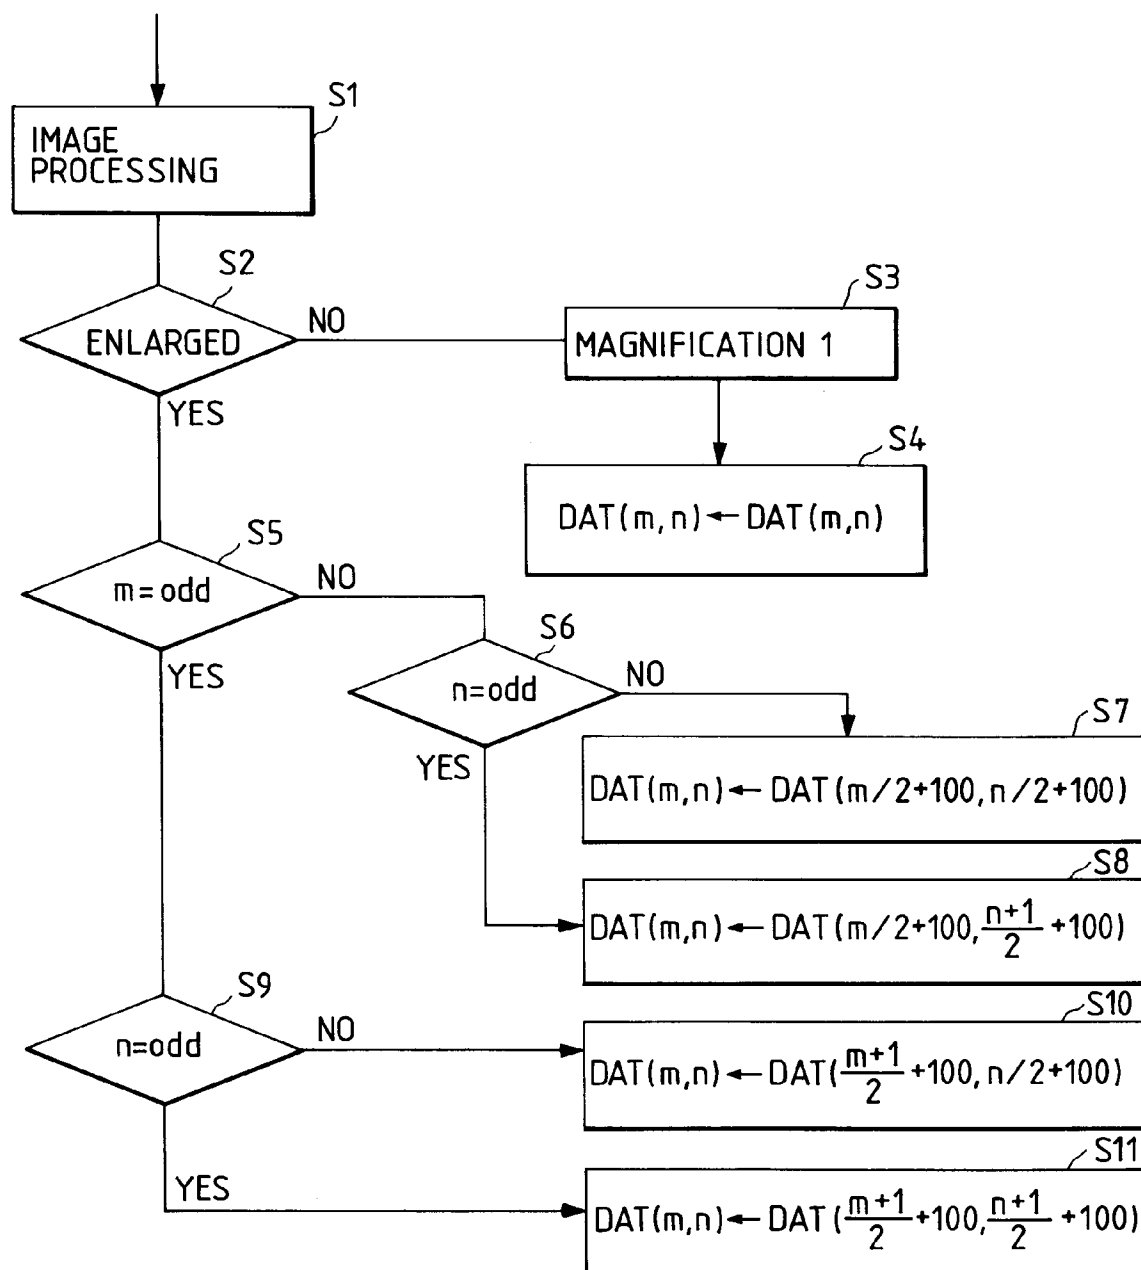 S1
IMAGE
PROCESSING
S2
ENLARGED
NO
YES
S3
MAGNIFICATION 1
S4
DAT(m,n)←DAT(m,n)
S5
m=odd
NO
YES
S6
n=odd
NO
YES
S7
DAT(m,n)←DAT(m/2+100,n/2+100)
S8
DAT(m,n)←DAT(m/2+100,(n+1)/2+100)
S9
n=odd
NO
YES
S10
DAT(m,n)←DAT((m+1)/2+100,n/2+100)
S11
DAT(m,n)←DAT((m+1)/2+100,(n+1)/2+100)